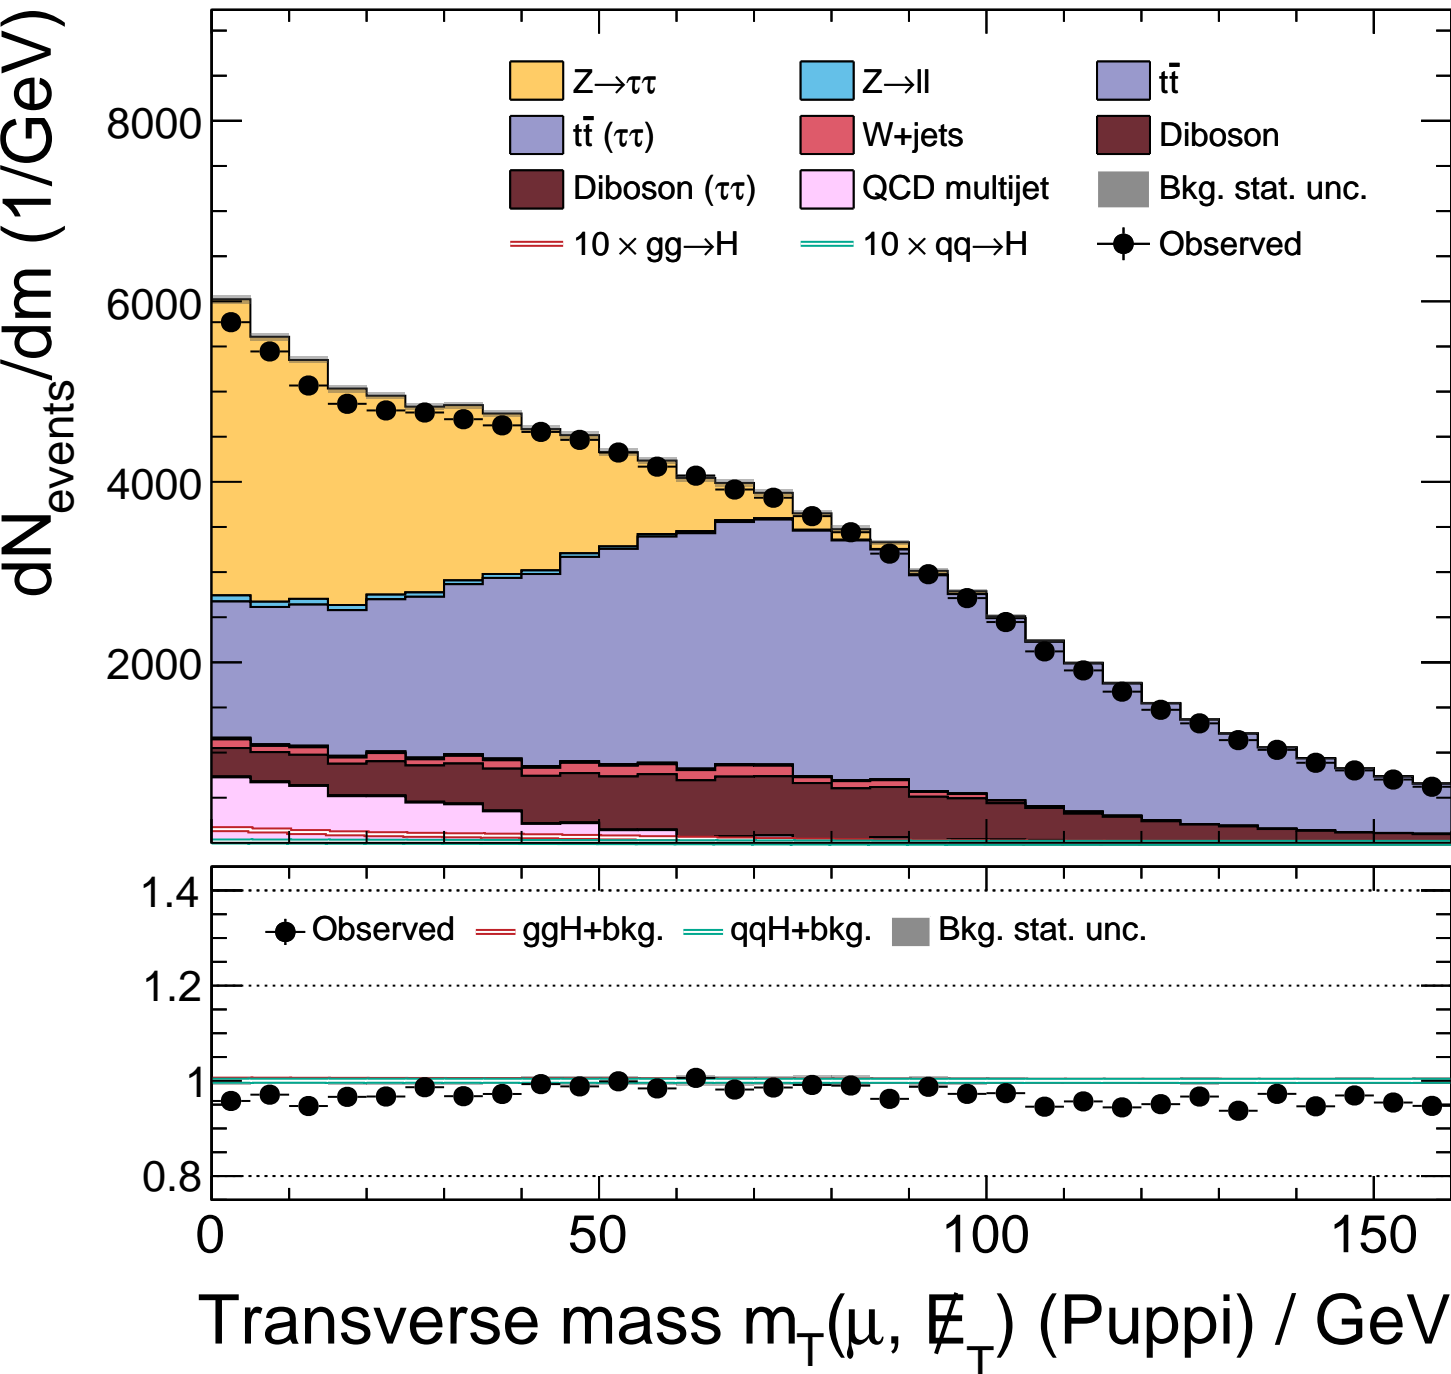 dN_events/dm (1/GeV)
8000
6000
4000
2000
Z→ττ
Z→ll
tt̄
tt̄ (ττ)
W+jets
Diboson
Diboson (ττ)
QCD multijet
Bkg. stat. unc.
10 × gg→H
10 × qq→H
Observed
1.4
1.2
1
0.8
Observed
ggH+bkg.
qqH+bkg.
Bkg. stat. unc.
0 50 100 150
Transverse mass m_T(μ, E̸_T) (Puppi) / GeV